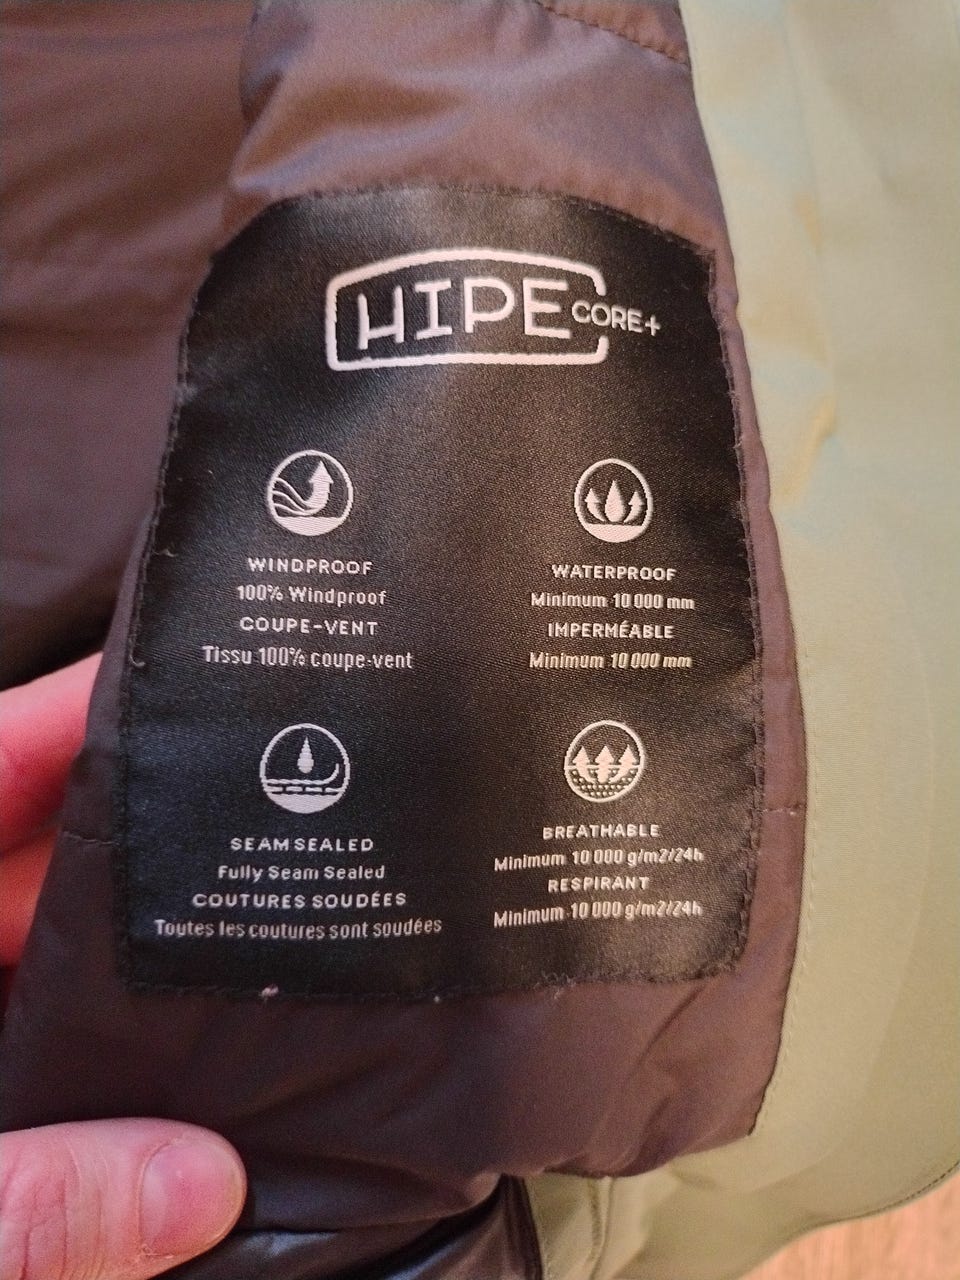 HIPE CORE+
WINDPROOF
100% Windproof
COUPE-VENT
Tissu 100% coupe-vent
WATERPROOF
Minimum 10 000 mm
IMPERMÉABLE
Minimum 10 000 mm
SEAM SEALED
Fully Seam Sealed
COUTURES SOUDÉES
Toutes les coutures sont soudées
BREATHABLE
Minimum 10 000 g/m2/24h
RESPIRANT
Minimum 10 000 g/m2/24h